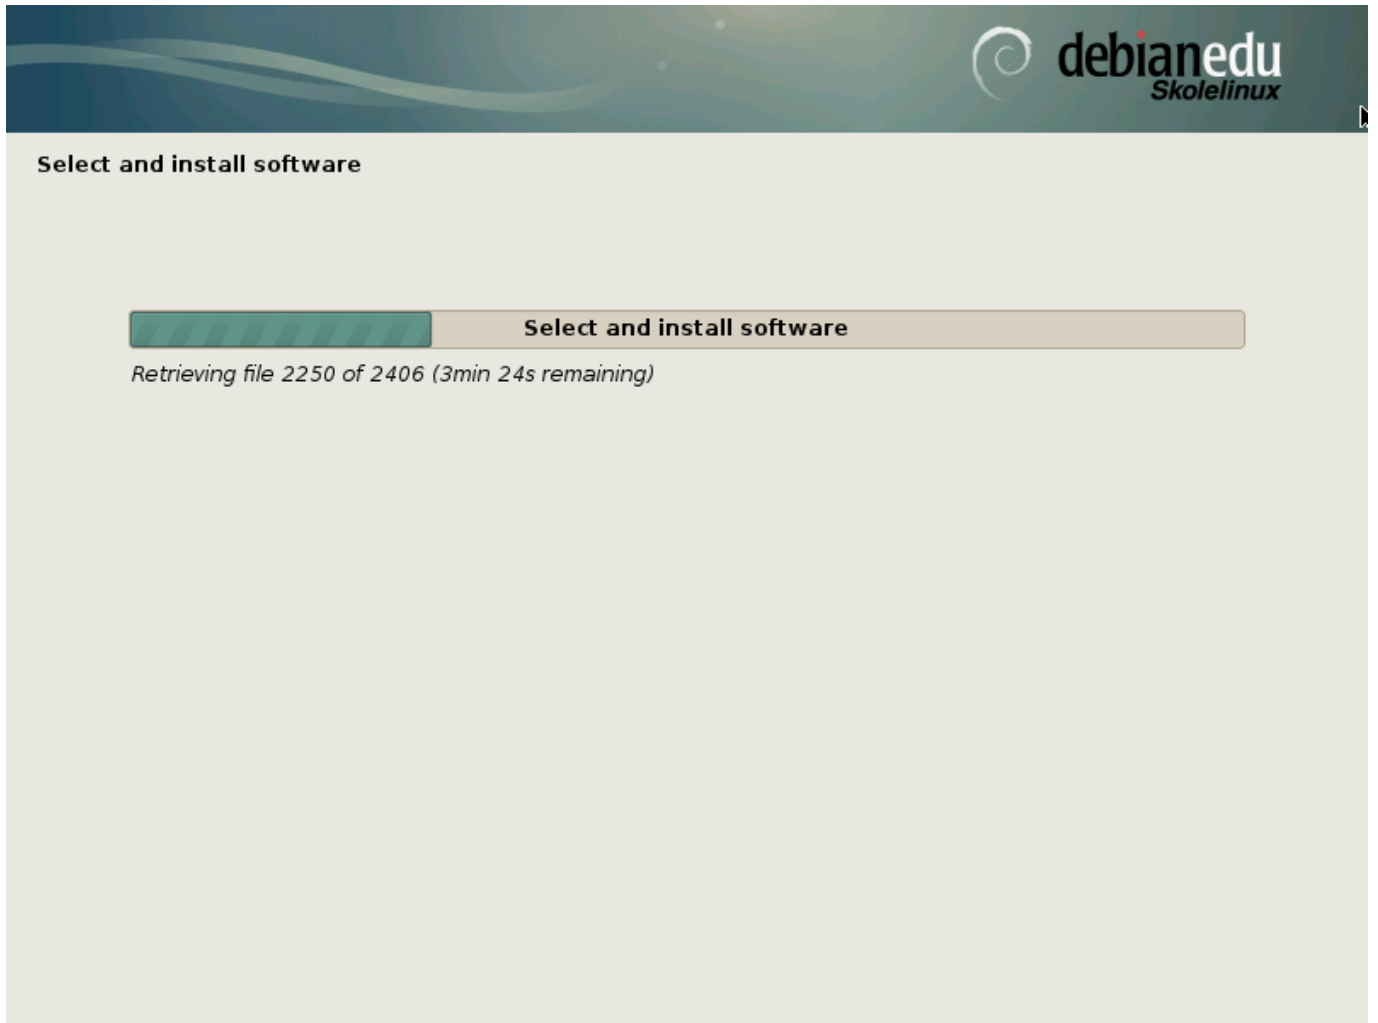 debianedu
Skolelinux
Select and install software
Select and install software
Retrieving file 2250 of 2406 (3min 24s remaining)